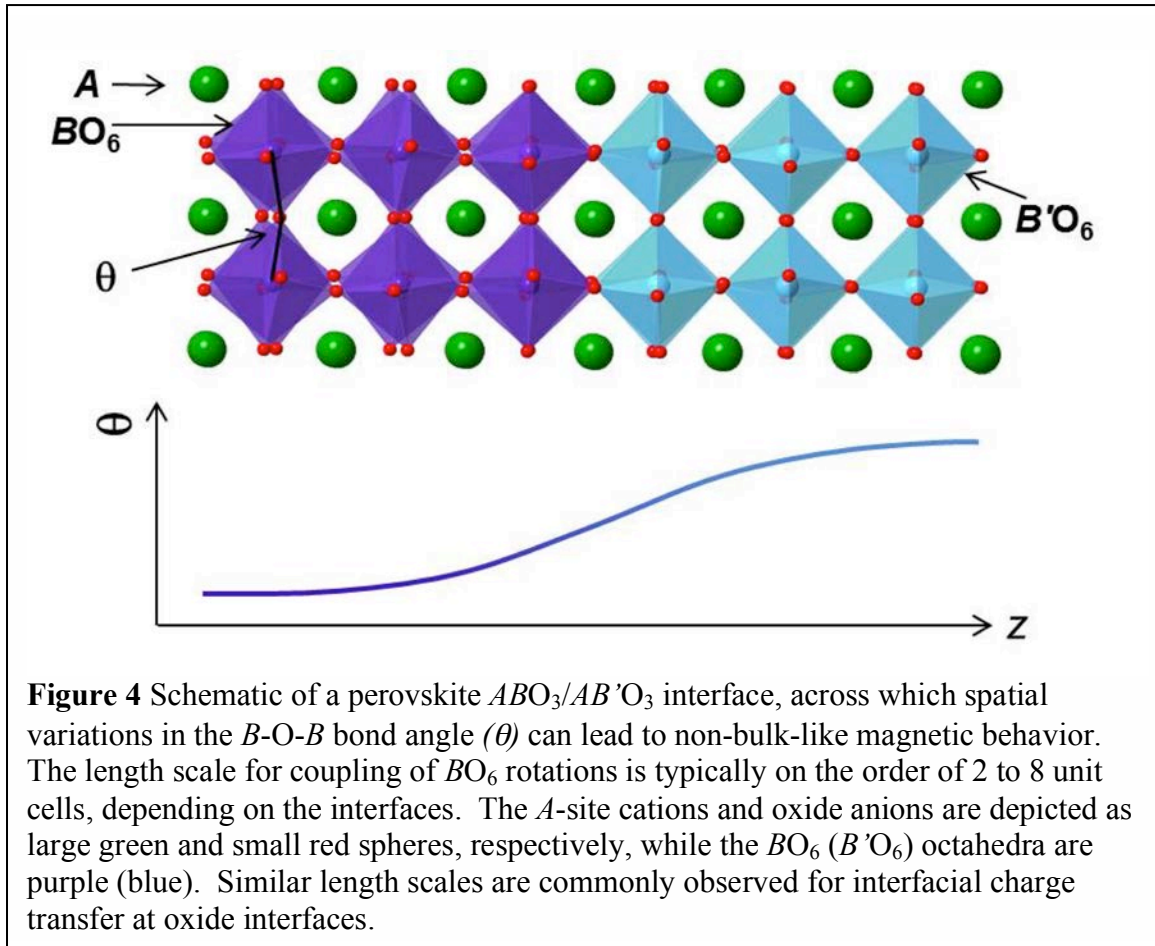 A
BO₆
B'O₆
θ
Θ
z
Figure 4 Schematic of a perovskite ABO₃/AB’O₃ interface, across which spatial
variations in the B-O-B bond angle (θ) can lead to non-bulk-like magnetic behavior.
The length scale for coupling of BO₆ rotations is typically on the order of 2 to 8 unit
cells, depending on the interfaces.  The A-site cations and oxide anions are depicted as
large green and small red spheres, respectively, while the BO₆ (B’O₆) octahedra are
purple (blue).  Similar length scales are commonly observed for interfacial charge
transfer at oxide interfaces.